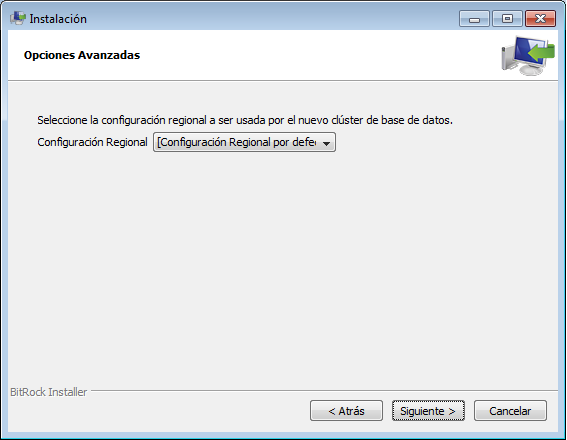 Instalación
Opciones Avanzadas
Seleccione la configuración regional a ser usada por el nuevo clúster de base de datos.
Configuración Regional [Configuración Regional por defe
BitRock Installer
< Atrás Siguiente > Cancelar